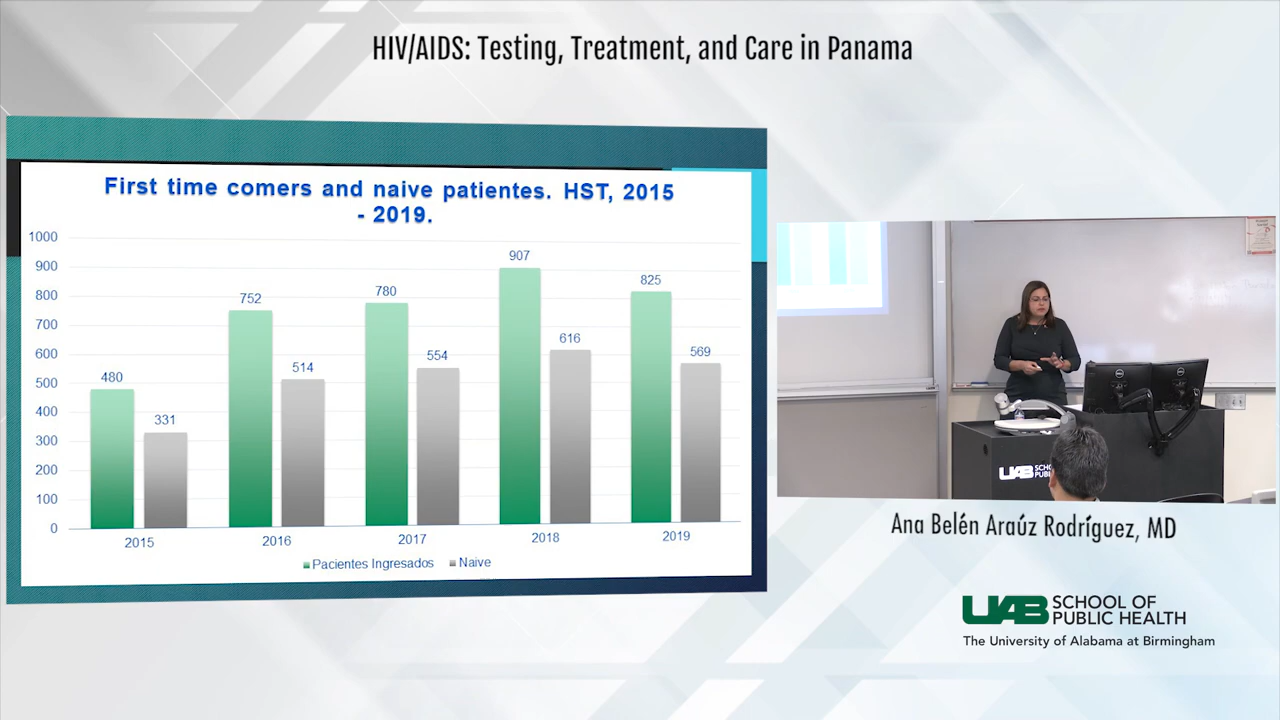 HIV/AIDS: Testing, Treatment, and Care in Panama
First time comers and naive patientes. HST, 2015
- 2019.
1000
900
800
700
600
500
400
300
200
100
0
480
331
752
514
780
554
907
616
825
569
2015
2016
2017
2018
2019
Pacientes Ingresados
Naive
UAB SCHO
PUBL
Ana Belén Araúz Rodríguez, MD
UAB SCHOOL OF
PUBLIC HEALTH
The University of Alabama at Birmingham